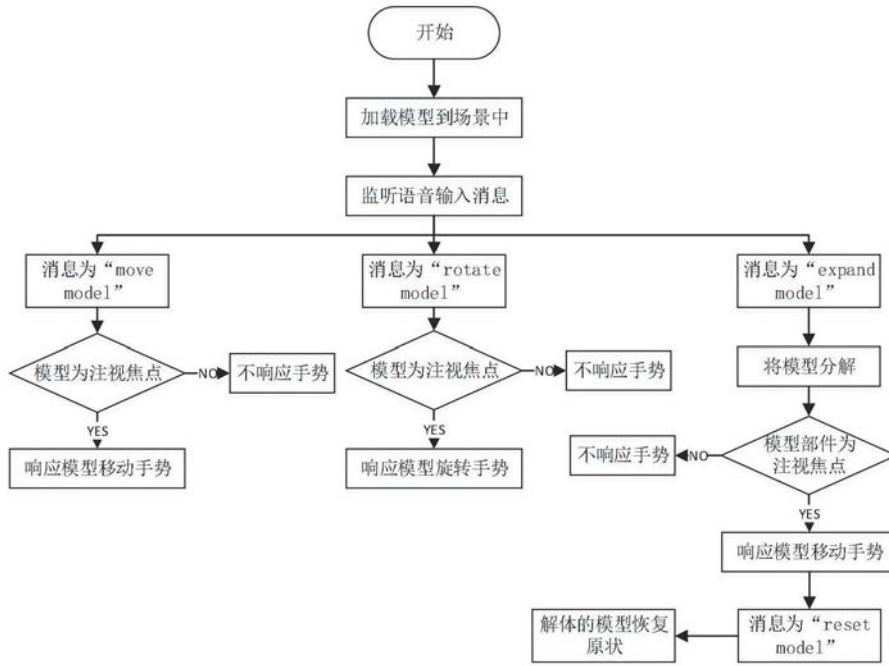 开始
加载模型到场景中
监听语音输入消息
消息为“move
model”
消息为“rotate
model”
消息为“expand
model”
模型为注视焦点
NO
不响应手势
模型为注视焦点
NO
不响应手势
将模型分解
YES
YES
模型部件为
注视焦点
NO
不响应手势
响应模型移动手势
响应模型旋转手势
YES
响应模型移动手势
消息为“reset
model”
解体的模型恢复
原状